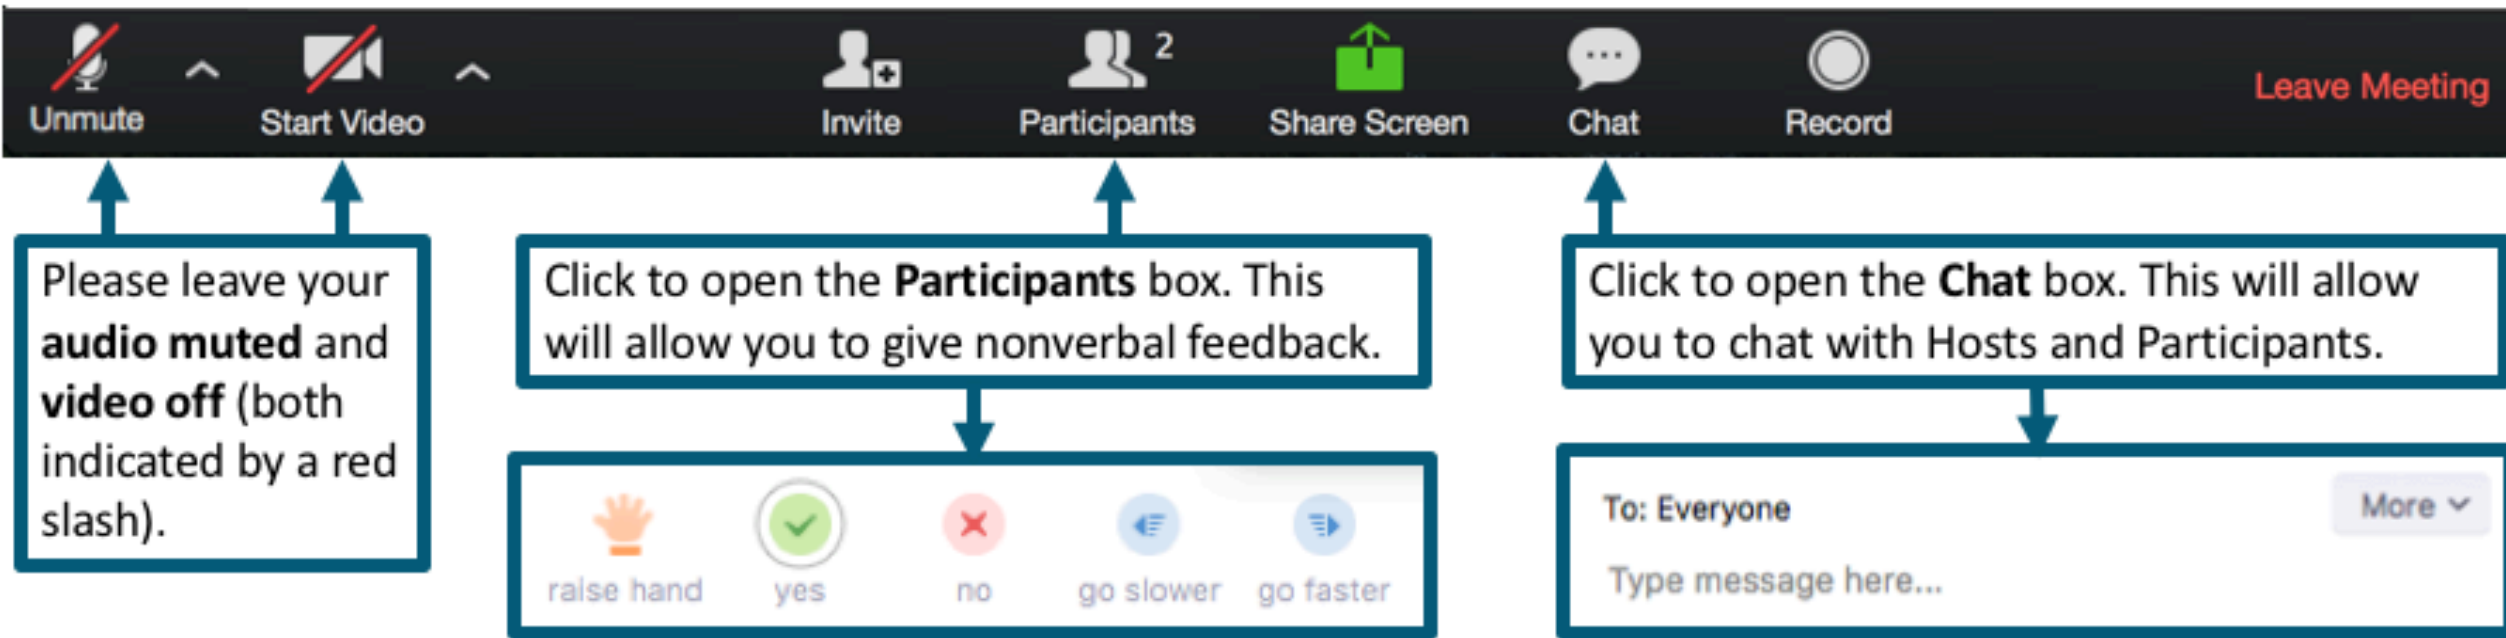 2
Unmute
Start Video
Invite
Participants
Share Screen
Chat
Record
Leave Meeting
Please leave your
audio muted and
video off (both
indicated by a red
slash).
Click to open the Participants box. This
will allow you to give nonverbal feedback.
Click to open the Chat box. This will allow
you to chat with Hosts and Participants.
raise hand
yes
no
go slower
go faster
To: Everyone
More
Type message here...